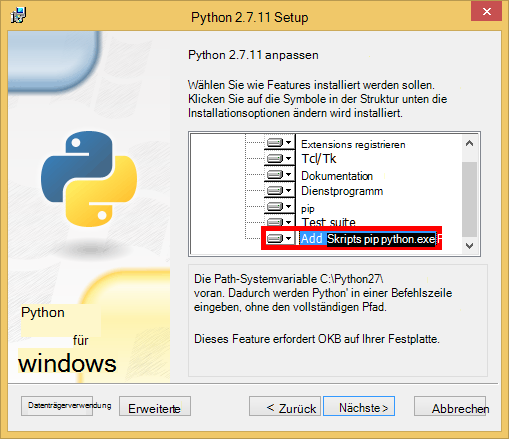 Python 2.7.11 Setup
Python 2.7.11 anpassen
Wählen Sie wie Features installiert werden sollen.
Klicken Sie auf die Symbole in der Struktur unten die
Installationsoptionen ändern wird installiert.
Extensions registrieren
Tcl/Tk
Dokumentation
Dienstprogramm
pip
Test suite
Add Skripts pip python.exe
Die Path-Systemvariable C:\Python27\
voran. Dadurch werden Python' in einer Befehlszeile
eingeben, ohne den vollständigen Pfad.
Dieses Feature erfordert OKB auf Ihrer Festplatte.
Python
für
windows
Datenträgerverwendung
Erweiterte
< Zurück
Nächste >
Abbrechen